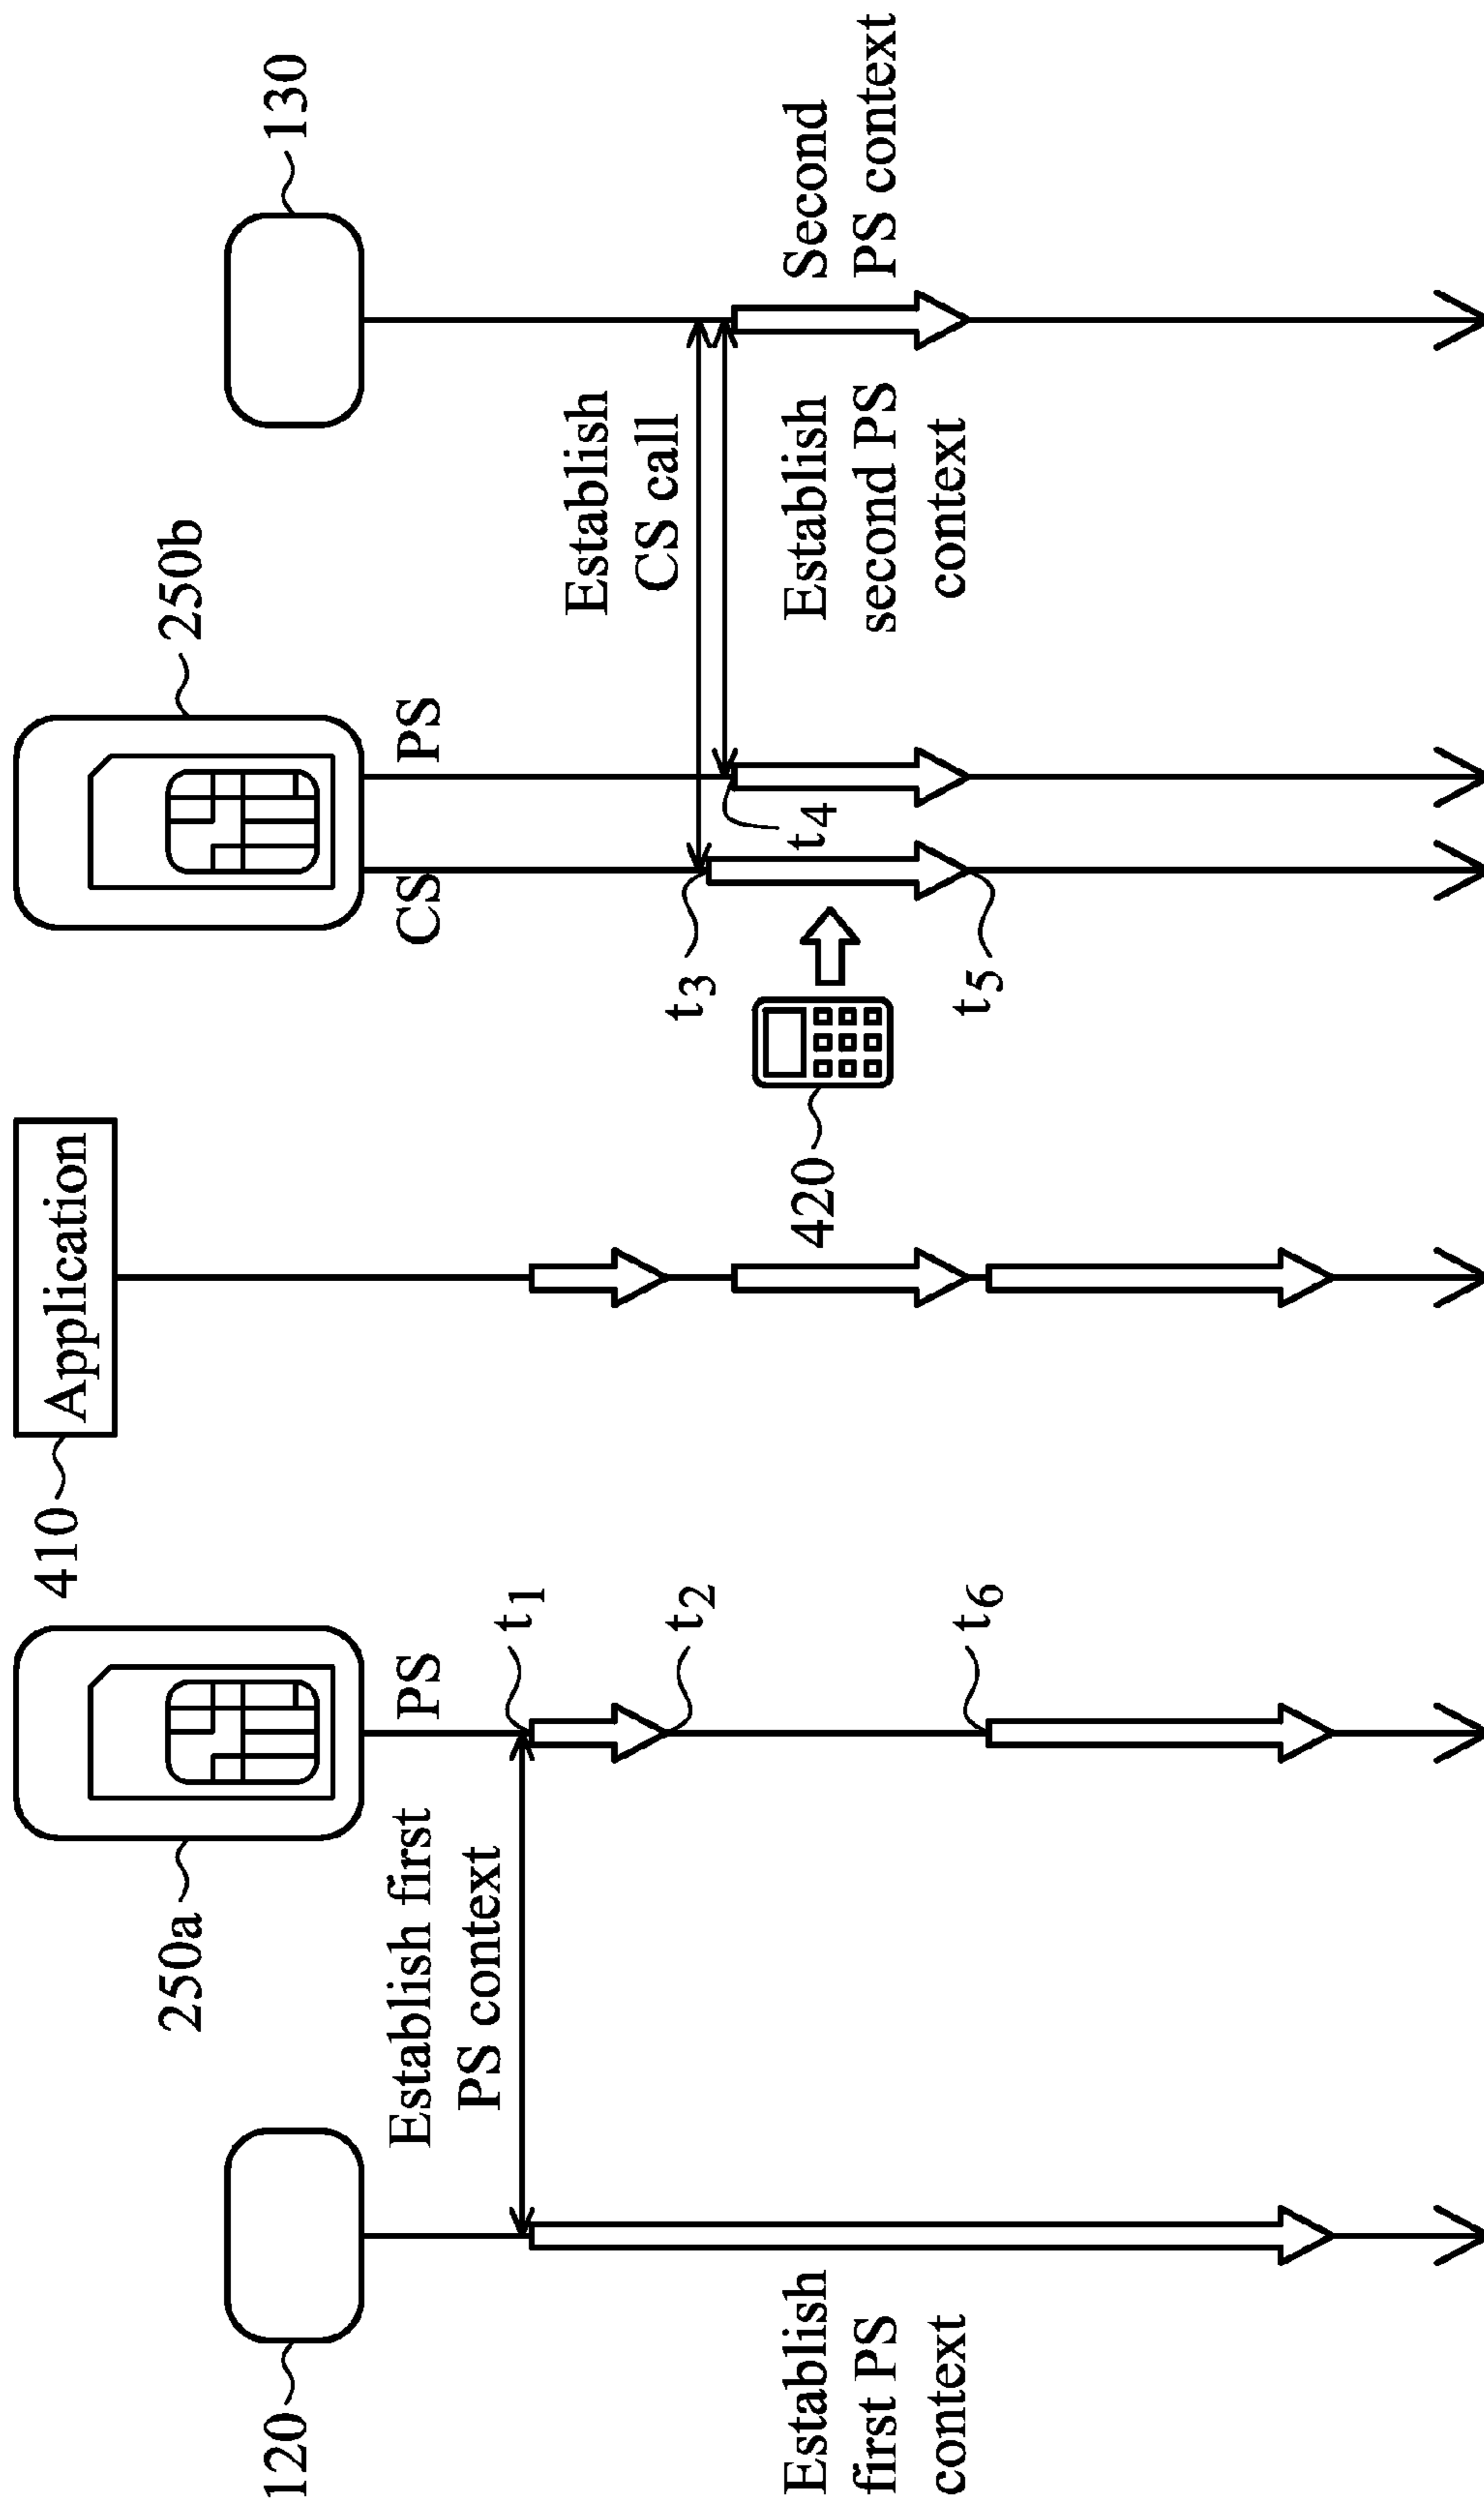 120
250a
410
Application
250b
130
PS
CS
PS
Establish first
PS context
t1
t2
t6
Establish
first PS
context
420
t3
t4
t5
Establish
CS call
Establish
second PS
context
Second
PS context